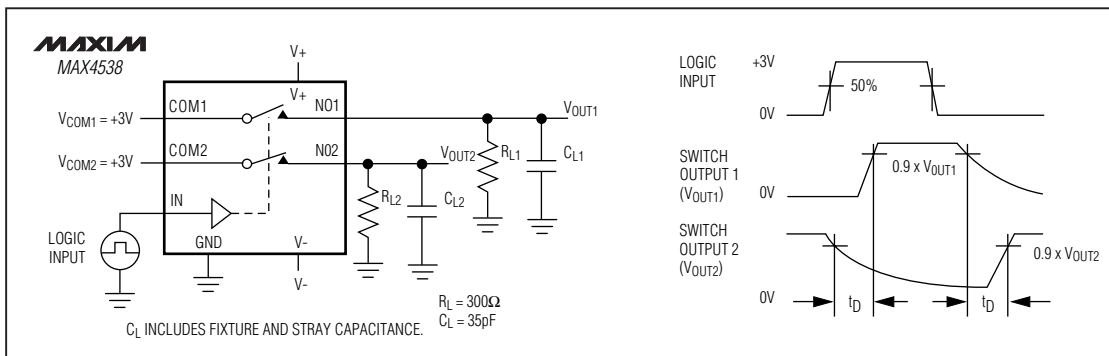 MAXIM
MAX4538
V+
V+
COM1
NO1
VCOM1 = +3V
VOUT1
COM2
N02
VCOM2 = +3V
VOUT2
RL1
CL1
RL2
CL2
IN
LOGIC
INPUT
GND
V-
V-
RL = 300Ω
CL = 35pF
CL INCLUDES FIXTURE AND STRAY CAPACITANCE.
LOGIC
INPUT
+3V
50%
0V
SWITCH
OUTPUT 1
(VOUT1)
0.9 x VOUT1
0V
SWITCH
OUTPUT 2
(VOUT2)
0.9 x VOUT2
0V
tD
tD